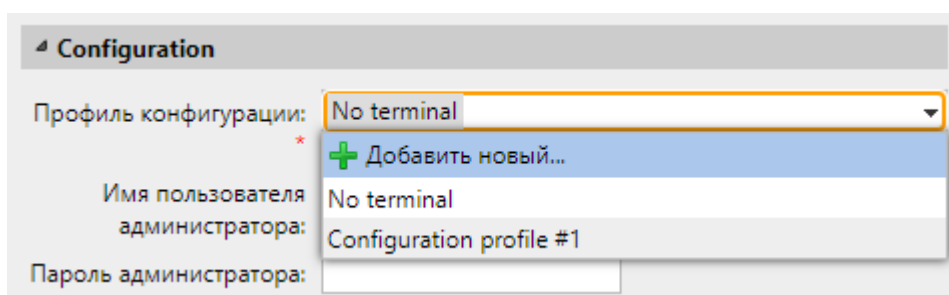 Configuration
Профиль конфигурации: No terminal
*
Добавить новый...
Имя пользователя
администратора:
No terminal
Configuration profile #1
Пароль администратора: